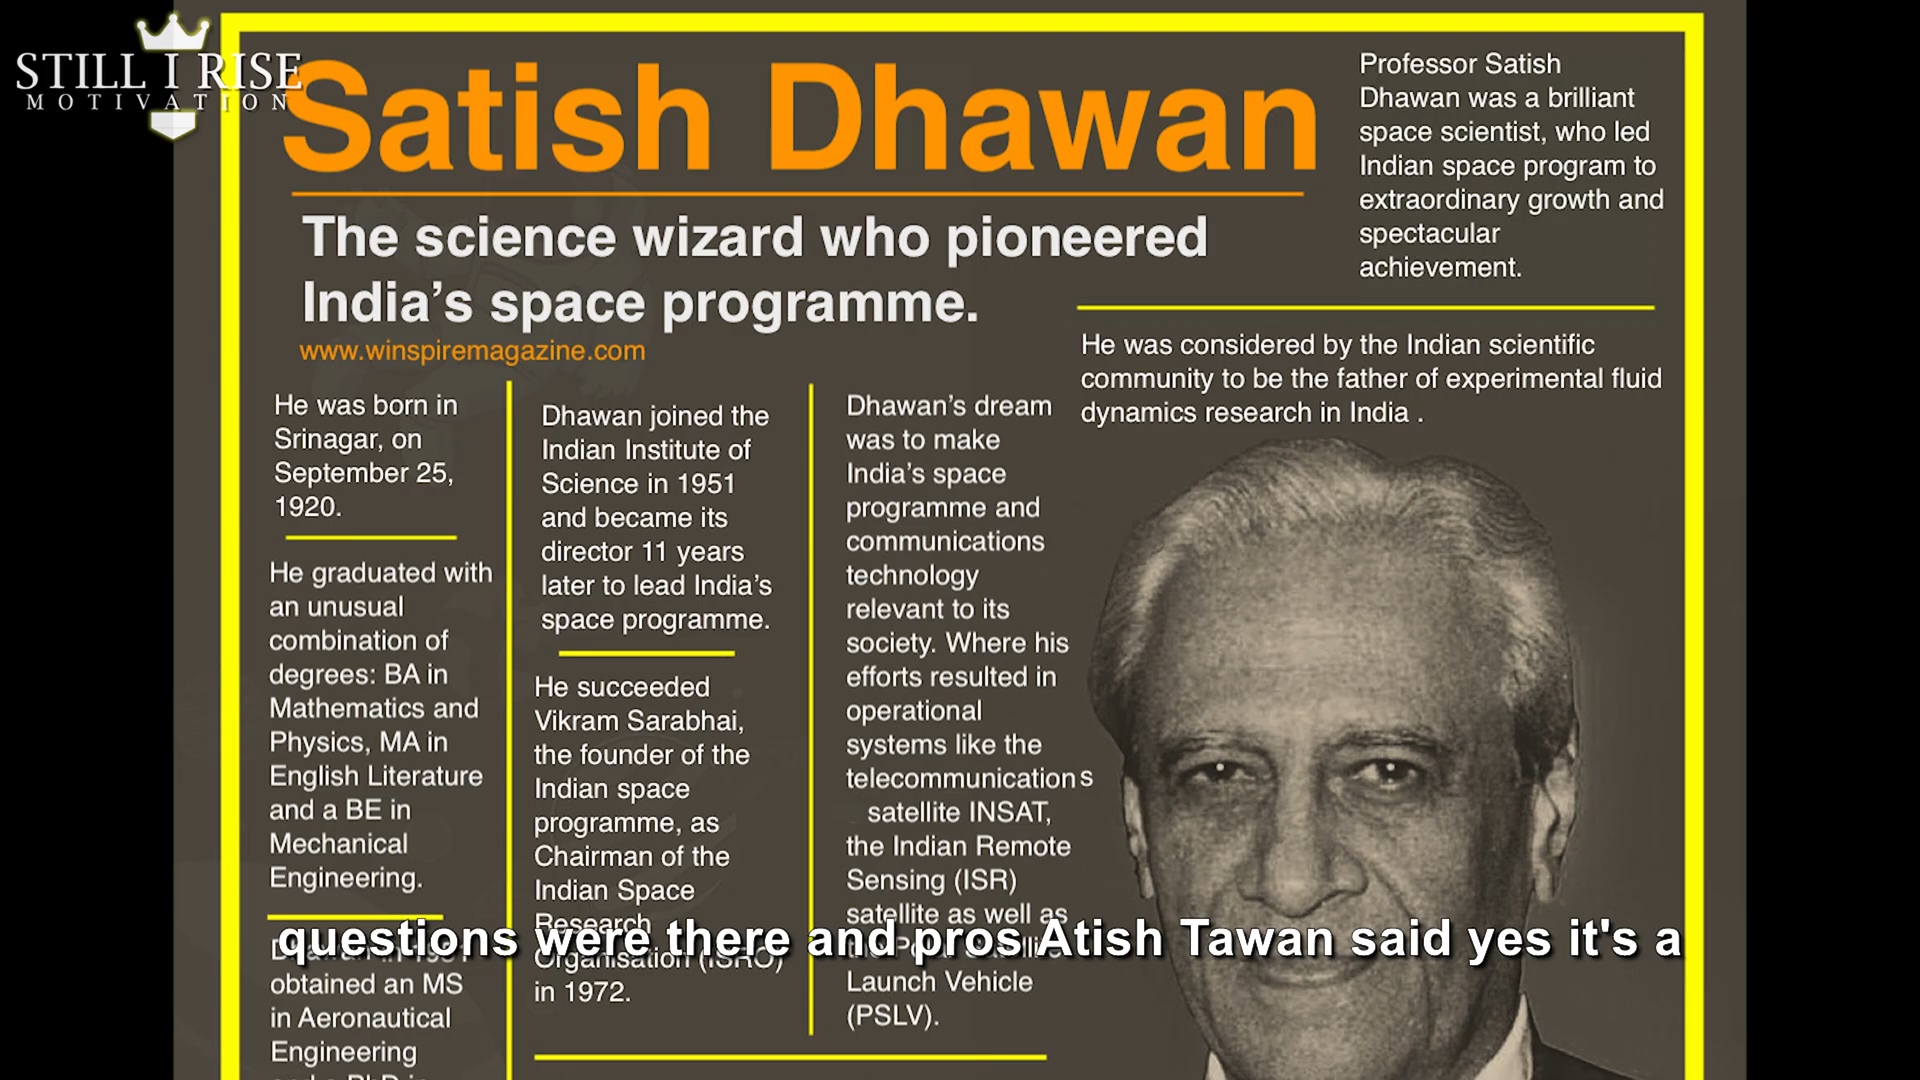 STILL I RISE
MOTIVATION
Satish Dhawan
The science wizard who pioneered
India's space programme.
www.winspiremagazine.com
Professor Satish
Dhawan was a brilliant
space scientist, who led
Indian space program to
extraordinary growth and
spectacular
achievement.
He was considered by the Indian scientific
community to be the father of experimental fluid
dynamics research in India .
He was born in
Srinagar, on
September 25,
1920.
He graduated with
an unusual
combination of
degrees: BA in
Mathematics and
Physics, MA in
English Literature
and a BE in
Mechanical
Engineering.
obtained an MS
in Aeronautical
Engineering
Dhawan joined the
Indian Institute of
Science in 1951
and became its
director 11 years
later to lead India's
space programme.
He succeeded
Vikram Sarabhai,
the founder of the
Indian space
programme, as
Chairman of the
Indian Space
Research
Organisation (ISRO)
in 1972.
Dhawan's dream
was to make
India's space
programme and
communications
technology
relevant to its
society. Where his
efforts resulted in
operational
systems like the
telecommunications
satellite INSAT,
the Indian Remote
Sensing (ISR)
satellite as well as
Launch Vehicle
(PSLV).
questions were there and pros Atish Tawan said yes it's a